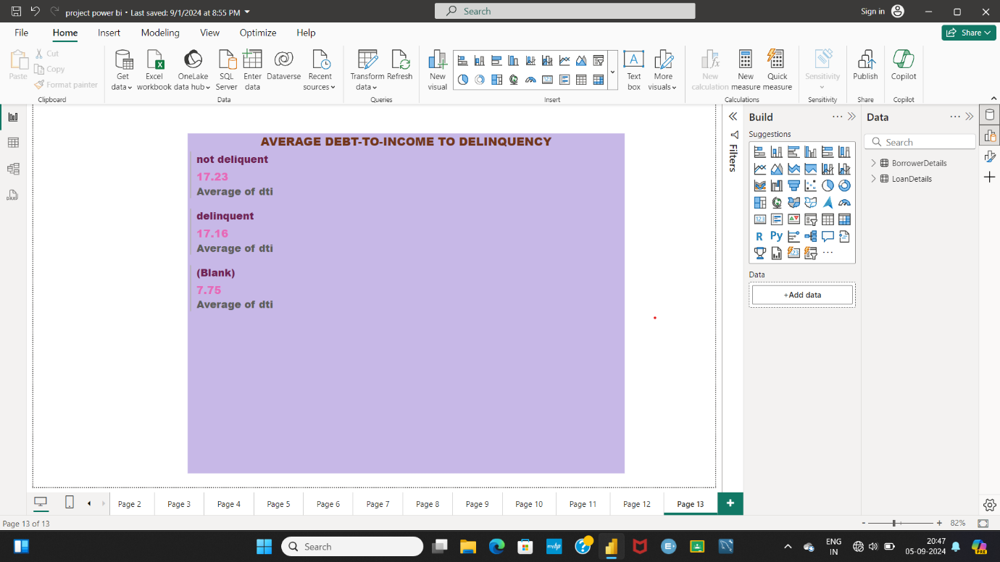 project power bi • Last saved: 9/1/2024 at 8:55 PM
Search
Sign in
File Home Insert Modeling View Optimize Help
Share
Paste
Cut
Copy
Format painter
Clipboard
Get data
Excel workbook
OneLake data hub
SQL Server
Enter data
Dataverse
Recent sources
Data
Transform data
Refresh
Queries
New visual
Text box
More visuals
Insert
New calculation
New measure
Quick measure
Calculations
Sensitivity
Sensitivity
Publish
Share
Copilot
Copilot
AVERAGE DEBT-TO-INCOME TO DELINQUENCY
not deliquent
17.23
Average of dti
delinquent
17.16
Average of dti
(Blank)
7.75
Average of dti
Filters
Build
Suggestions
123
R Py
123
Data
+Add data
Data
Search
BorrowerDetails
LoanDetails
DAX
Page 2 Page 3 Page 4 Page 5 Page 6 Page 7 Page 8 Page 9 Page 10 Page 11 Page 12 Page 13
Page 13 of 13
- + 82%
Search
myhp
ENG
IN
20:47
05-09-2024
PRE